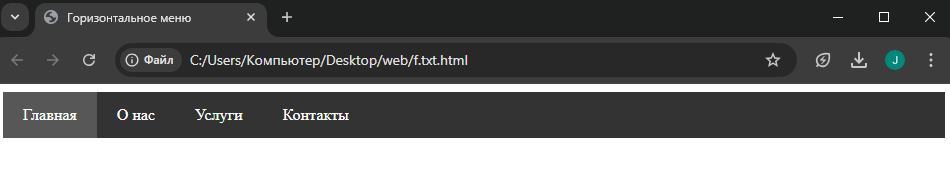 Горизонтальное меню
Файл C:/Users/Компьютер/Desktop/web/f.txt.html J
Главная О нас Услуги Контакты